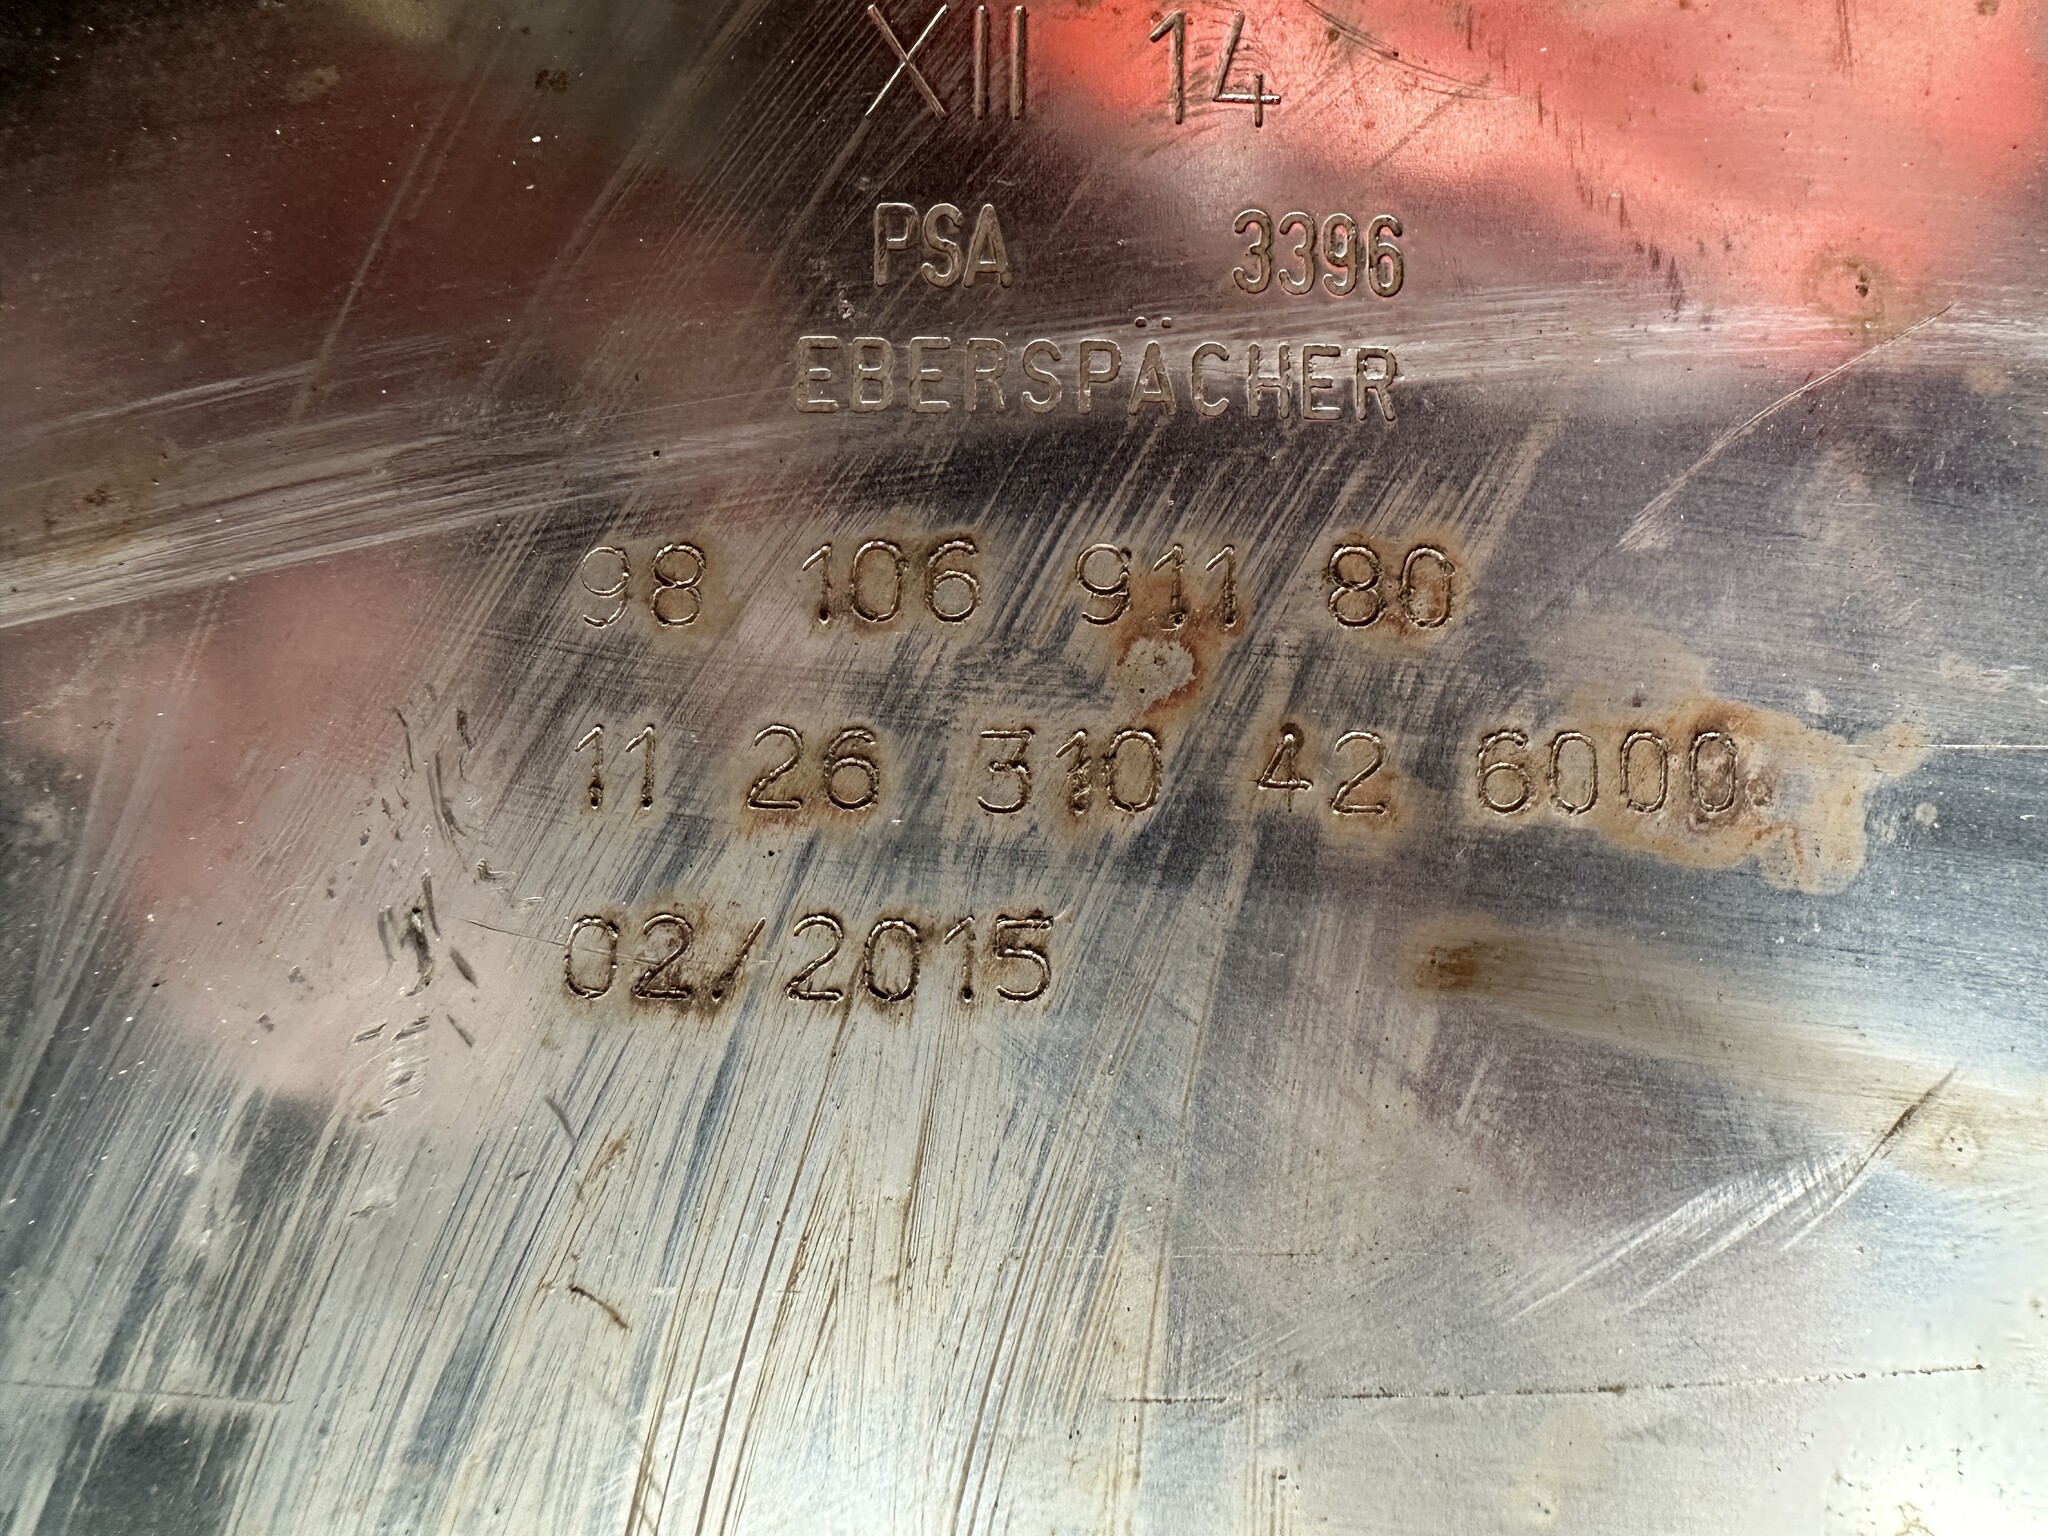 XII 14
PSA 3396
EBERSPÄCHER
98 106 911 80
11 26 310 42 6000
02/2015